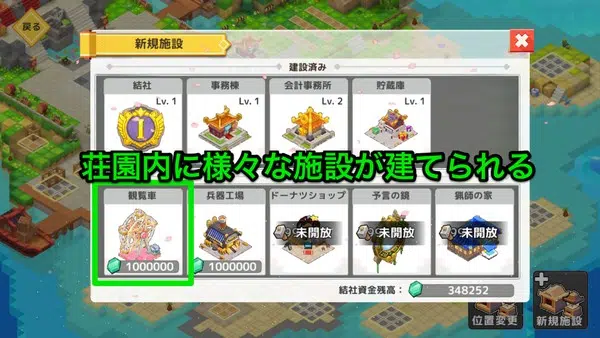 戻る
新規施設
建設済み
結社
事務棟
会計事務所
貯蔵庫
Lv. 1
Lv. 1
Lv. 2
Lv. 1
I
荘園内に様々な施設が建てられる
観覧車
兵器工場
ドーナツショップ
予言の鏡
猟師の家
未開放
未開放
未開放
1000000
1000000
結社資金残高：
348252
位置変更
新規施設